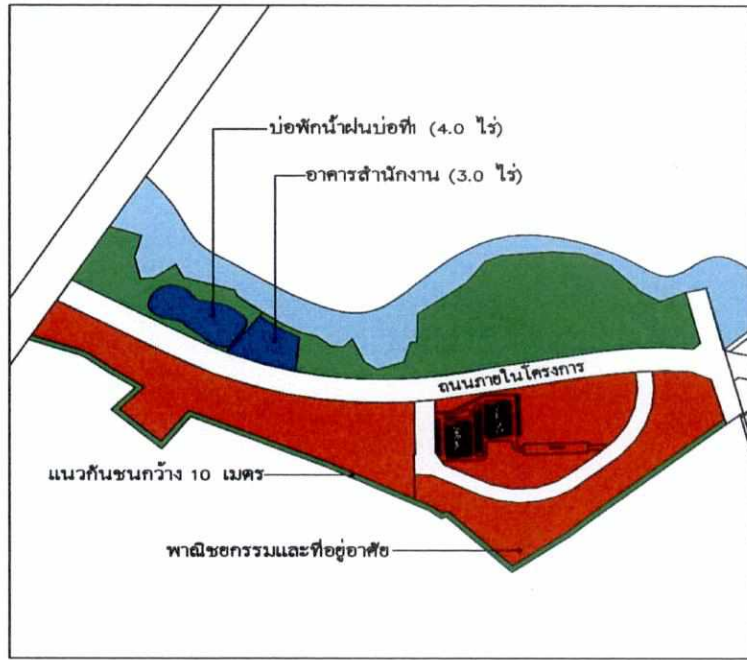 บ่อพักน้ำฝนบ่อที่1 (4.0 ไร่)
อาคารสำนักงาน (3.0 ไร่)
ถนนภายในโครงการ
แนวกันชนกว้าง 10 เมตร
พาณิชยกรรมและที่อยู่อาศัย